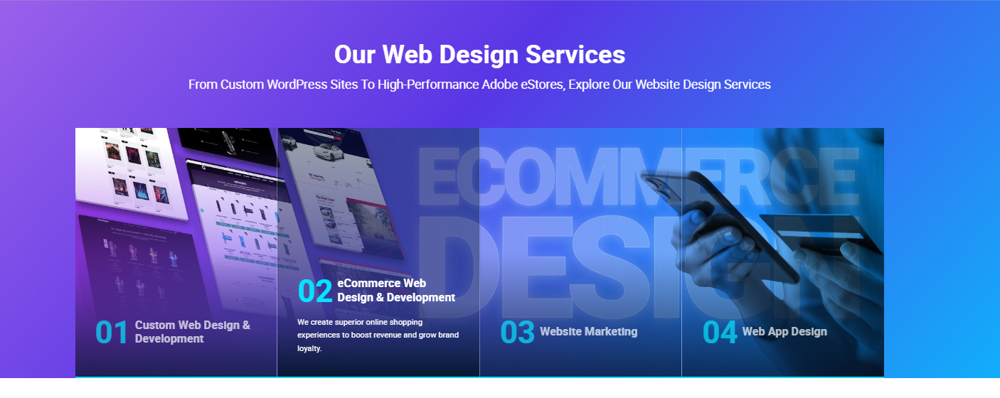 Our Web Design Services
From Custom WordPress Sites To High-Performance Adobe eStores, Explore Our Website Design Services
ECOMMERCE
DESIGN
01
Custom Web Design &
Development
02
eCommerce Web
Design & Development
We create superior online shopping
experiences to boost revenue and grow brand
loyalty.
03
Website Marketing
04
Web App Design